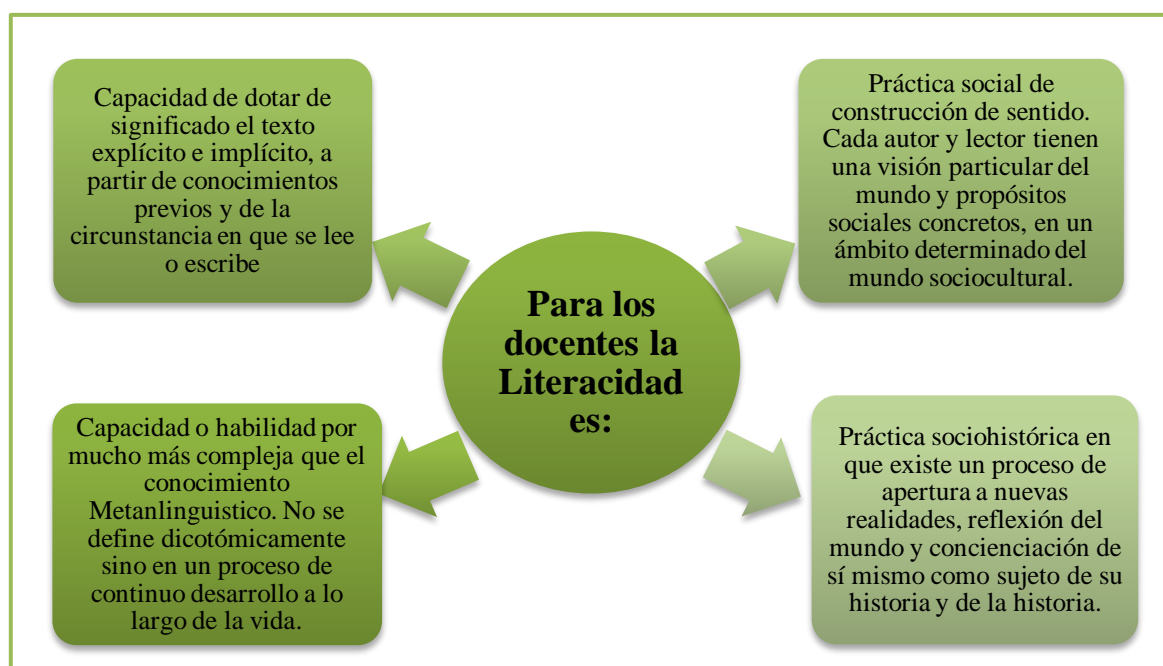 Capacidad de dotar de
significado el texto
explícito e implícito, a
partir de conocimientos
previos y de la
circunstancia en que se lee
o escribe
Práctica social de
construcción de sentido.
Cada autor y lector tienen
una visión particular del
mundo y propósitos
sociales concretos, en un
ámbito determinado del
mundo sociocultural.
Para los
docentes la
Literacidad
es:
Capacidad o habilidad por
mucho más compleja que el
conocimiento
Metanlinguistico. No se
define dicotómicamente
sino en un proceso de
continuo desarrollo a lo
largo de la vida.
Práctica sociohistórica en
que existe un proceso de
apertura a nuevas
realidades, reflexión del
mundo y concienciación de
sí mismo como sujeto de su
historia y de la historia.